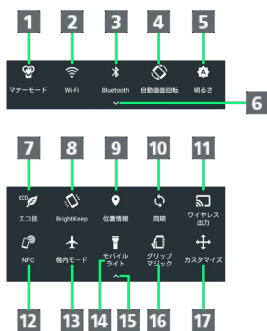 1 2 3 4 5
マナーモード Wi-Fi Bluetooth 自動画面回転 明るさ
6
7 8 9 10 11
ECO
エコ技 BrightKeep 位置情報 同期 ワイヤレス
出力
NFC 機内モード モバイル
ライト グリップ
マジック カスタマイズ
12 13 14 15 16 17